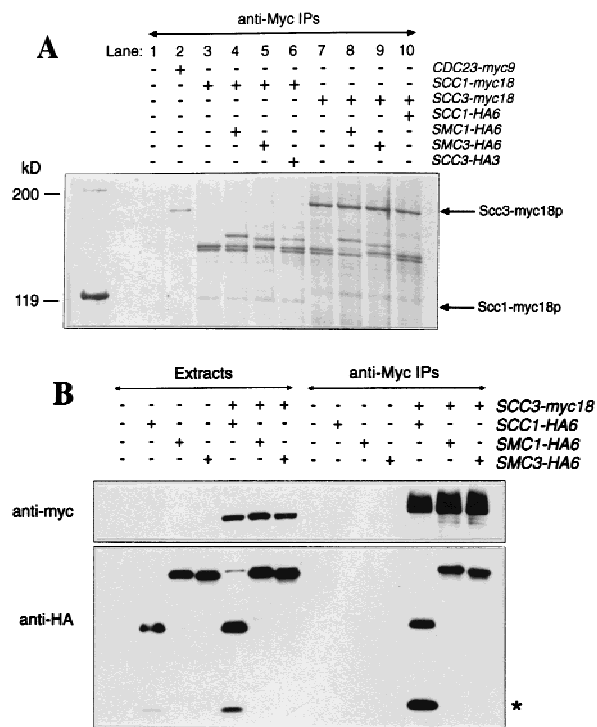 anti-Myc IPs
A
Lane: 1 2 3 4 5 6 7 8 9 10
- + - - - - - - - - CDC23-myc9
- - + + + + - - - - SCC1-myc18
- - - - - - + + + + SCC3-myc18
- - - - - - - - - + SCC1-HA6
- - - + - - - + - - SMC1-HA6
- - - - + - - - + - SMC3-HA6
- - - - - + - - - - SCC3-HA3
kD
200
Scc3-myc18p
119
Scc1-myc18p
B
Extracts anti-Myc IPs
- - - - + + + - - - - + + + SCC3-myc18
- + - - + - - - + - - + - - SCC1-HA6
- - + - - + - - - + - - + - SMC1-HA6
- - - + - - + - - - + - - + SMC3-HA6
anti-myc
anti-HA
*